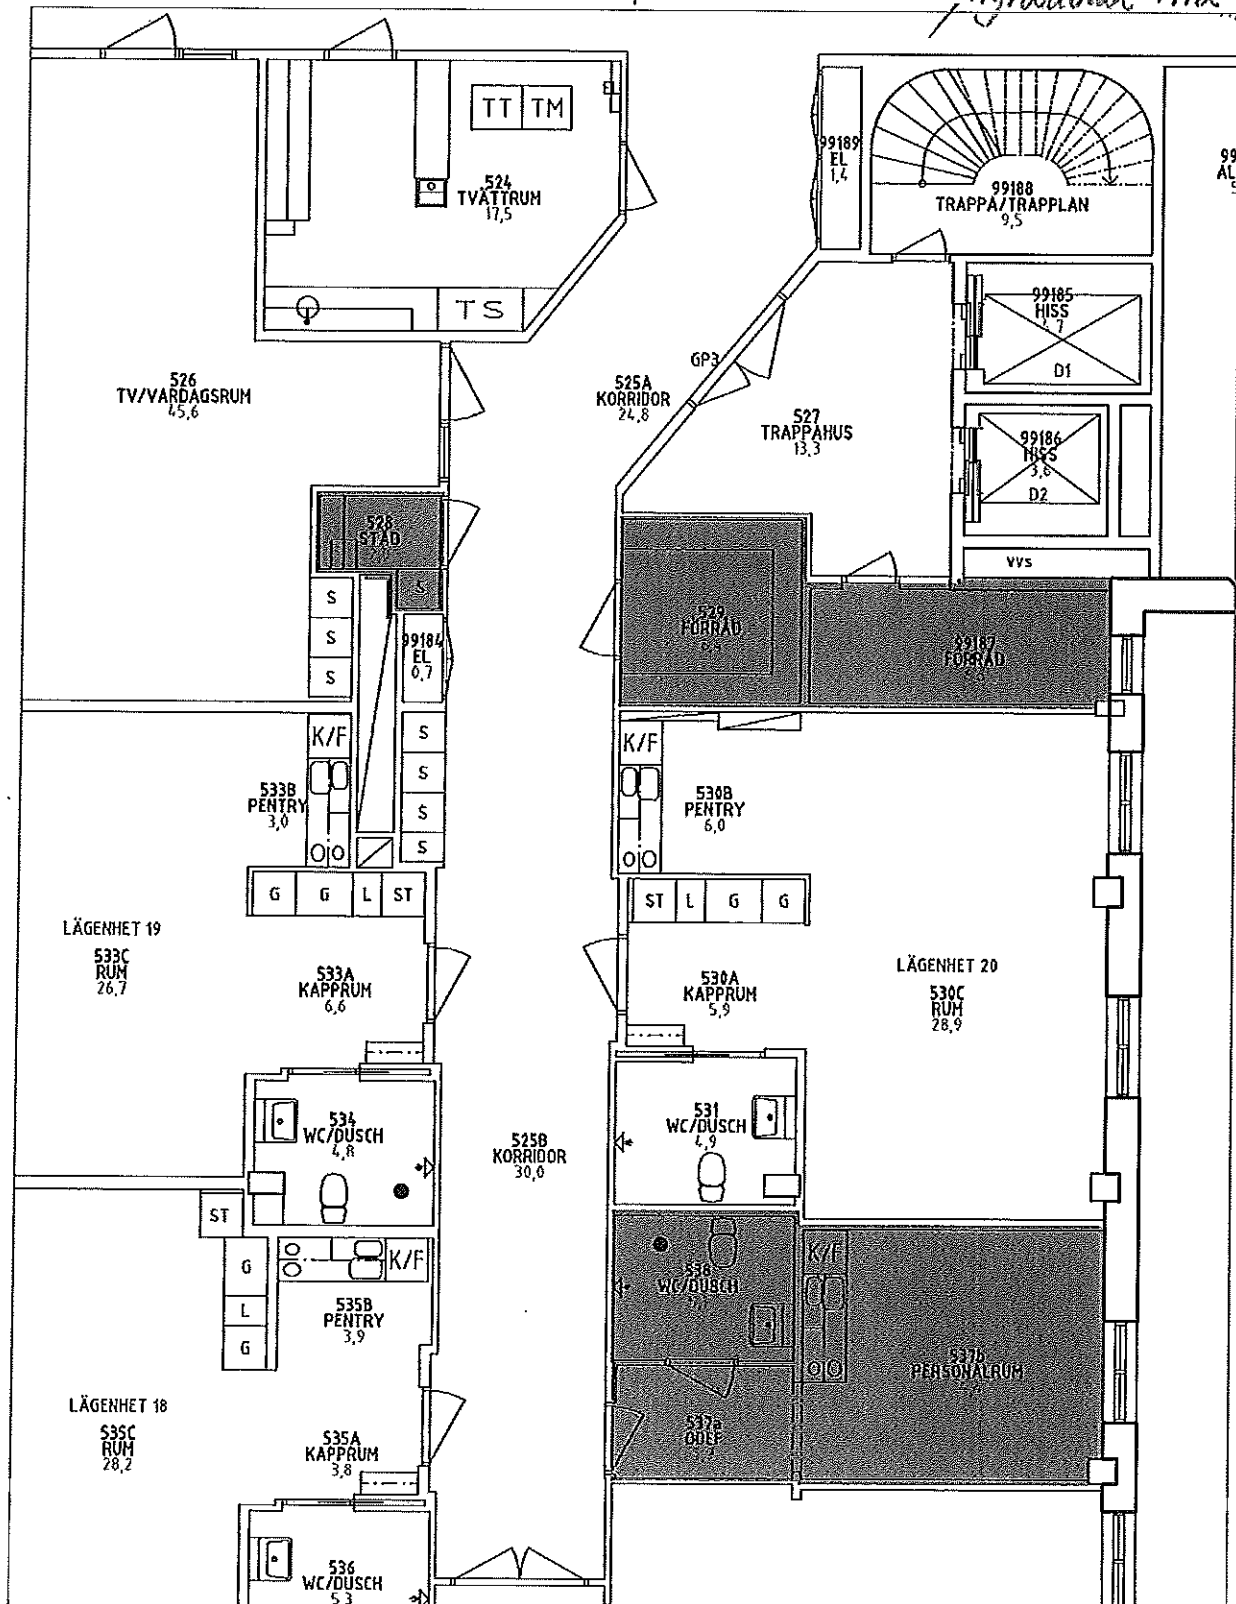 TT TM
524
TVÄTTRUM
17,5
TS
99189
EL
1,4
99188
TRAPPA/TRAPPLAN
9,5
99
AL
99185
HISS
D1
526
TV/VARDAGSRUM
45,6
GP3
525A
KORRIDOR
24,8
527
TRAPPAHUS
13,3
99186
HISS
3,6
D2
528
STÄD
VVS
S
S
S
S
99184
EL
0,7
529
FÖRRÅD
99187
FÖRRÅD
K/F
S
S
S
S
533B
PENTRY
3,0
K/F
530B
PENTRY
6,0
G G L ST
ST L G G
LÄGENHET 19
533C
RUM
26,7
533A
KAPPRUM
6,6
530A
KAPPRUM
5,9
LÄGENHET 20
530C
RUM
28,9
534
WC/DUSCH
4,8
525B
KORRIDOR
30,0
531
WC/DUSCH
4,9
ST
G
L
G
K/F
535B
PENTRY
3,9
538
WC/DUSCH
K/F
537b
PERSONALRUM
LÄGENHET 18
535C
RUM
28,2
535A
KAPPRUM
3,8
537a
536
WC/DUSCH
5,3